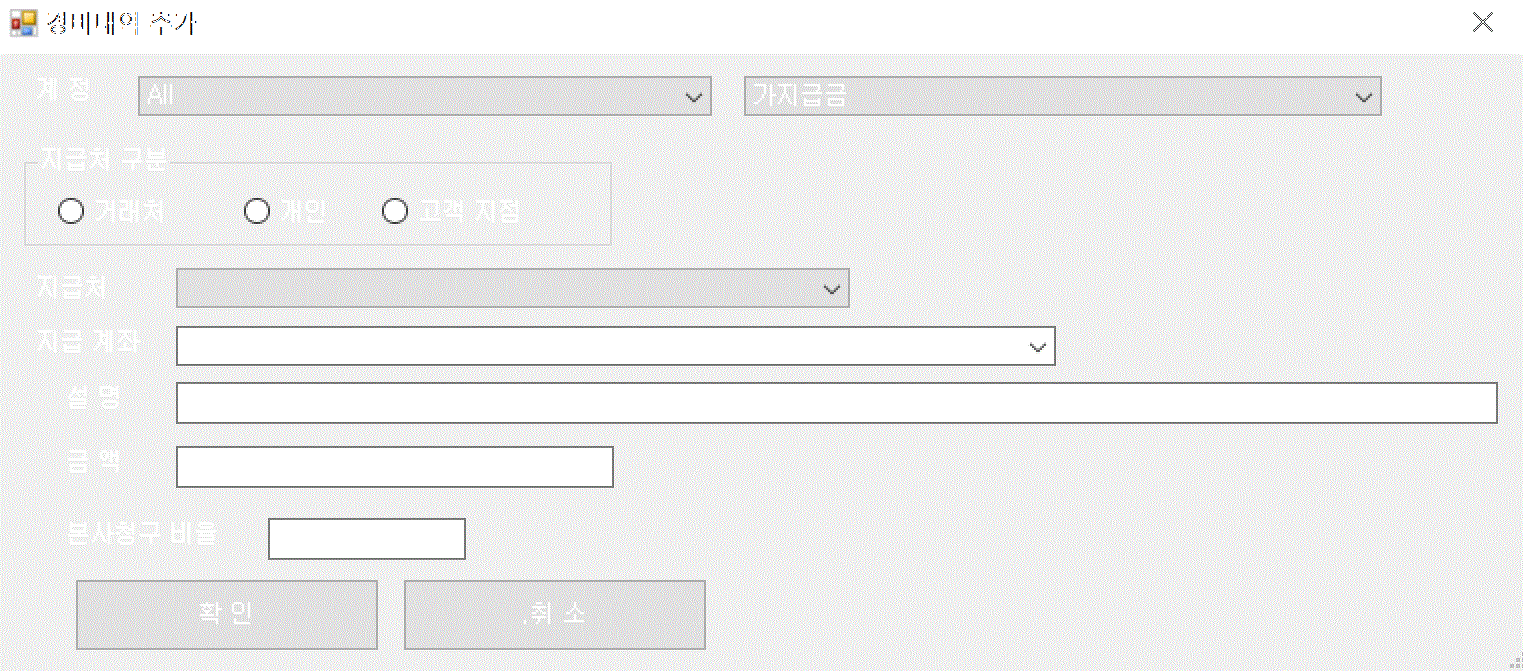 경비내역 추가
계 정 All 가지급금
지급처 구분
거래처 개인 고객 지점
지급처
지급 계좌
설 명
금 액
본사청구 비율
확 인 취 소